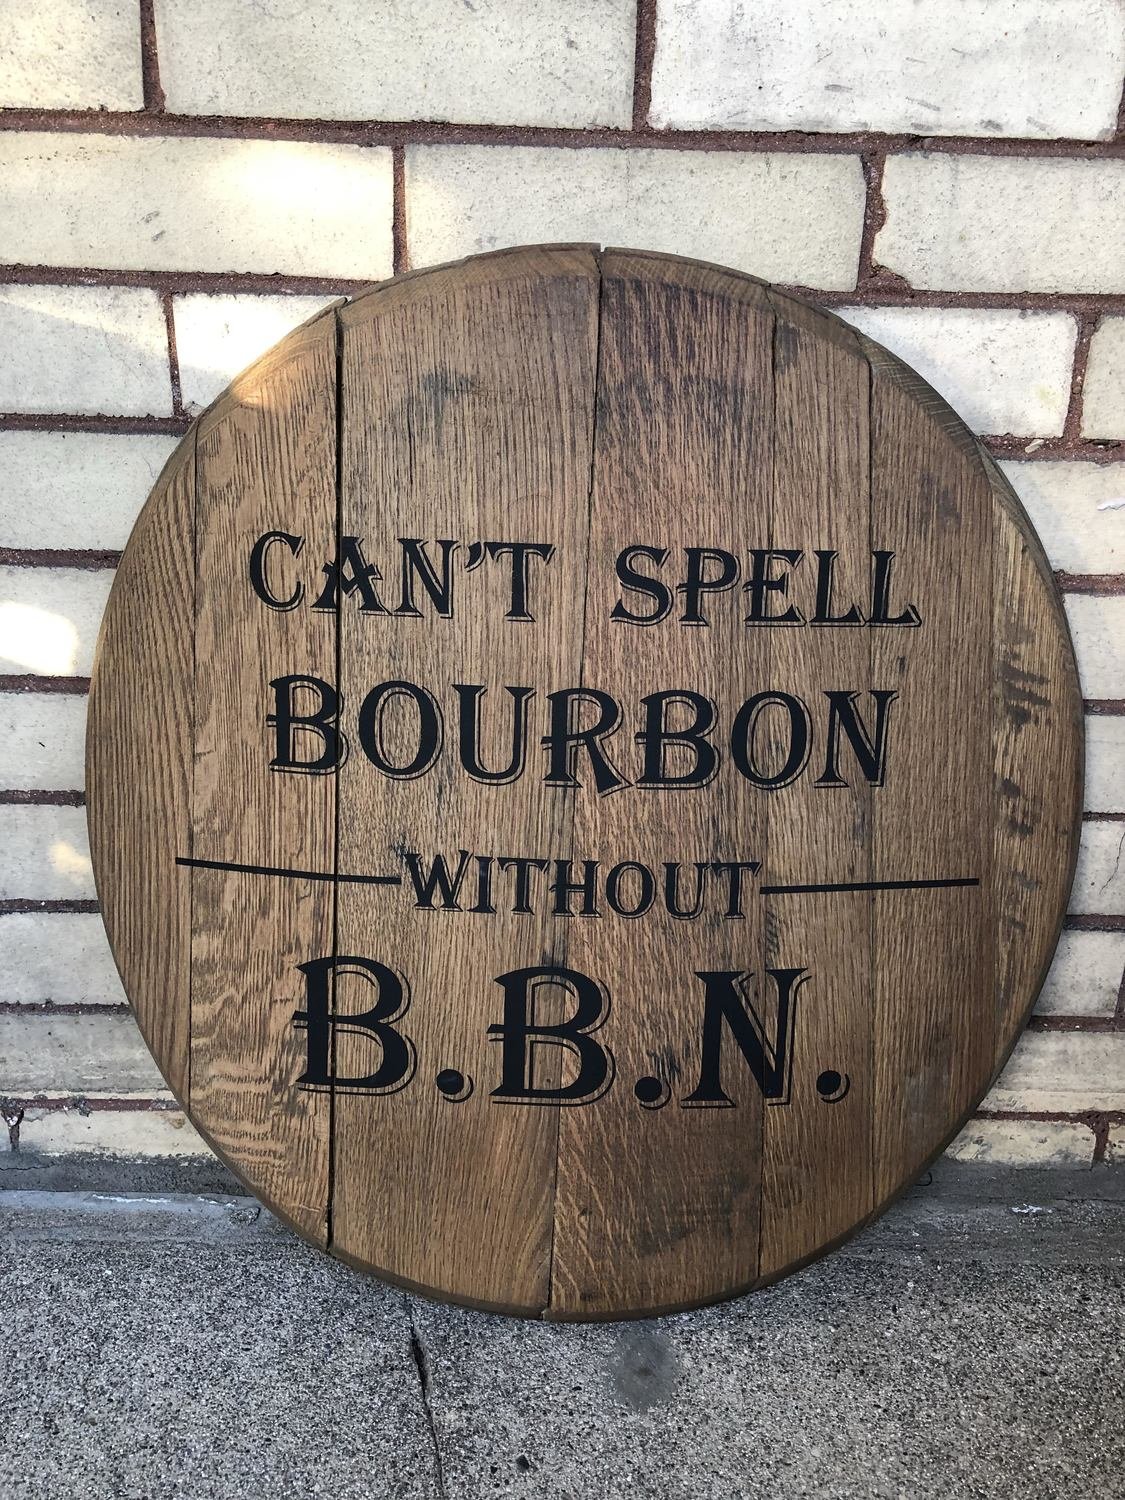 CAN'T SPELL
BOURBON
WITHOUT
B.B.N.